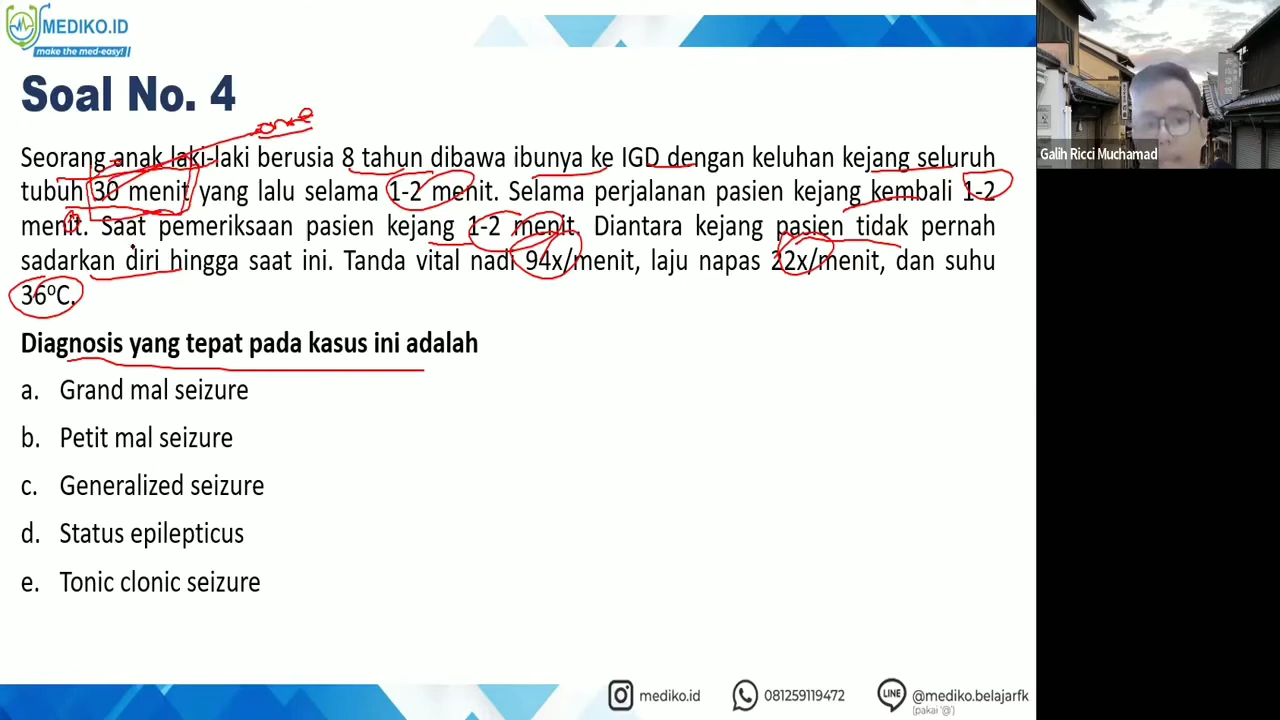 MEDIKO.ID
make the med-easy!
Soal No. 4
onse
Seorang anak laki-laki berusia 8 tahun dibawa ibunya ke IGD dengan keluhan kejang seluruh
tubuh 30 menit yang lalu selama 1-2 menit. Selama perjalanan pasien kejang kembali 1-2
menit. Saat pemeriksaan pasien kejang 1-2 menit. Diantara kejang pasien tidak pernah
sadarkan diri hingga saat ini. Tanda vital nadi 94x/menit, laju napas 22x/menit, dan suhu
36⁰C.
Diagnosis yang tepat pada kasus ini adalah
a. Grand mal seizure
b. Petit mal seizure
c. Generalized seizure
d. Status epilepticus
e. Tonic clonic seizure
mediko.id
081259119472
LINE
@mediko.belajarfk
(pakai '@')
Galih Ricci Muchamad